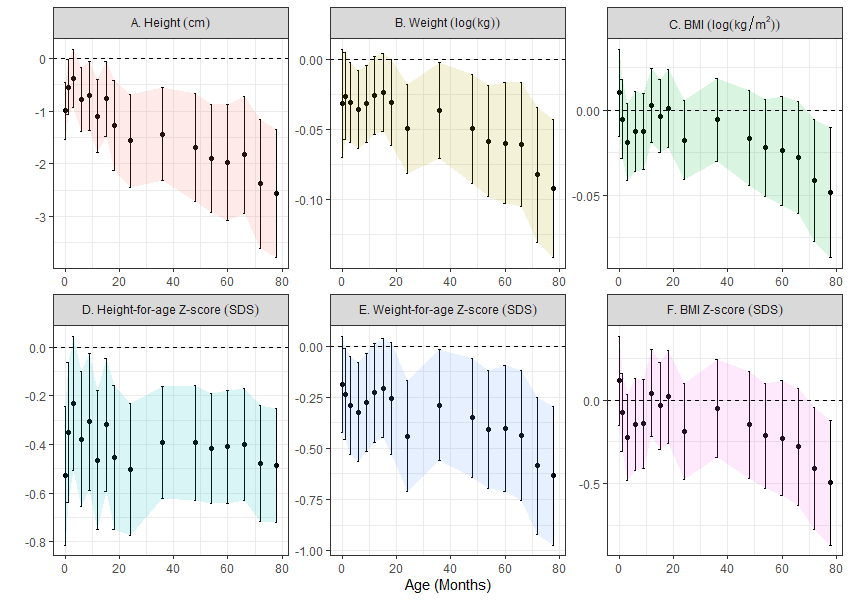 A. Height (cm)
B. Weight (log(kg))
C. BMI (log(kg/m²))
0
-1
-2
-3
0.00
-0.05
-0.10
0.00
-0.05
0 20 40 60 80
0 20 40 60 80
0 20 40 60 80
D. Height-for-age Z-score (SDS)
E. Weight-for-age Z-score (SDS)
F. BMI Z-score (SDS)
0.0
-0.2
-0.4
-0.6
-0.8
0.00
-0.25
-0.50
-0.75
-1.00
0.0
-0.5
0 20 40 60 80
0 20 40 60 80
0 20 40 60 80
Age (Months)